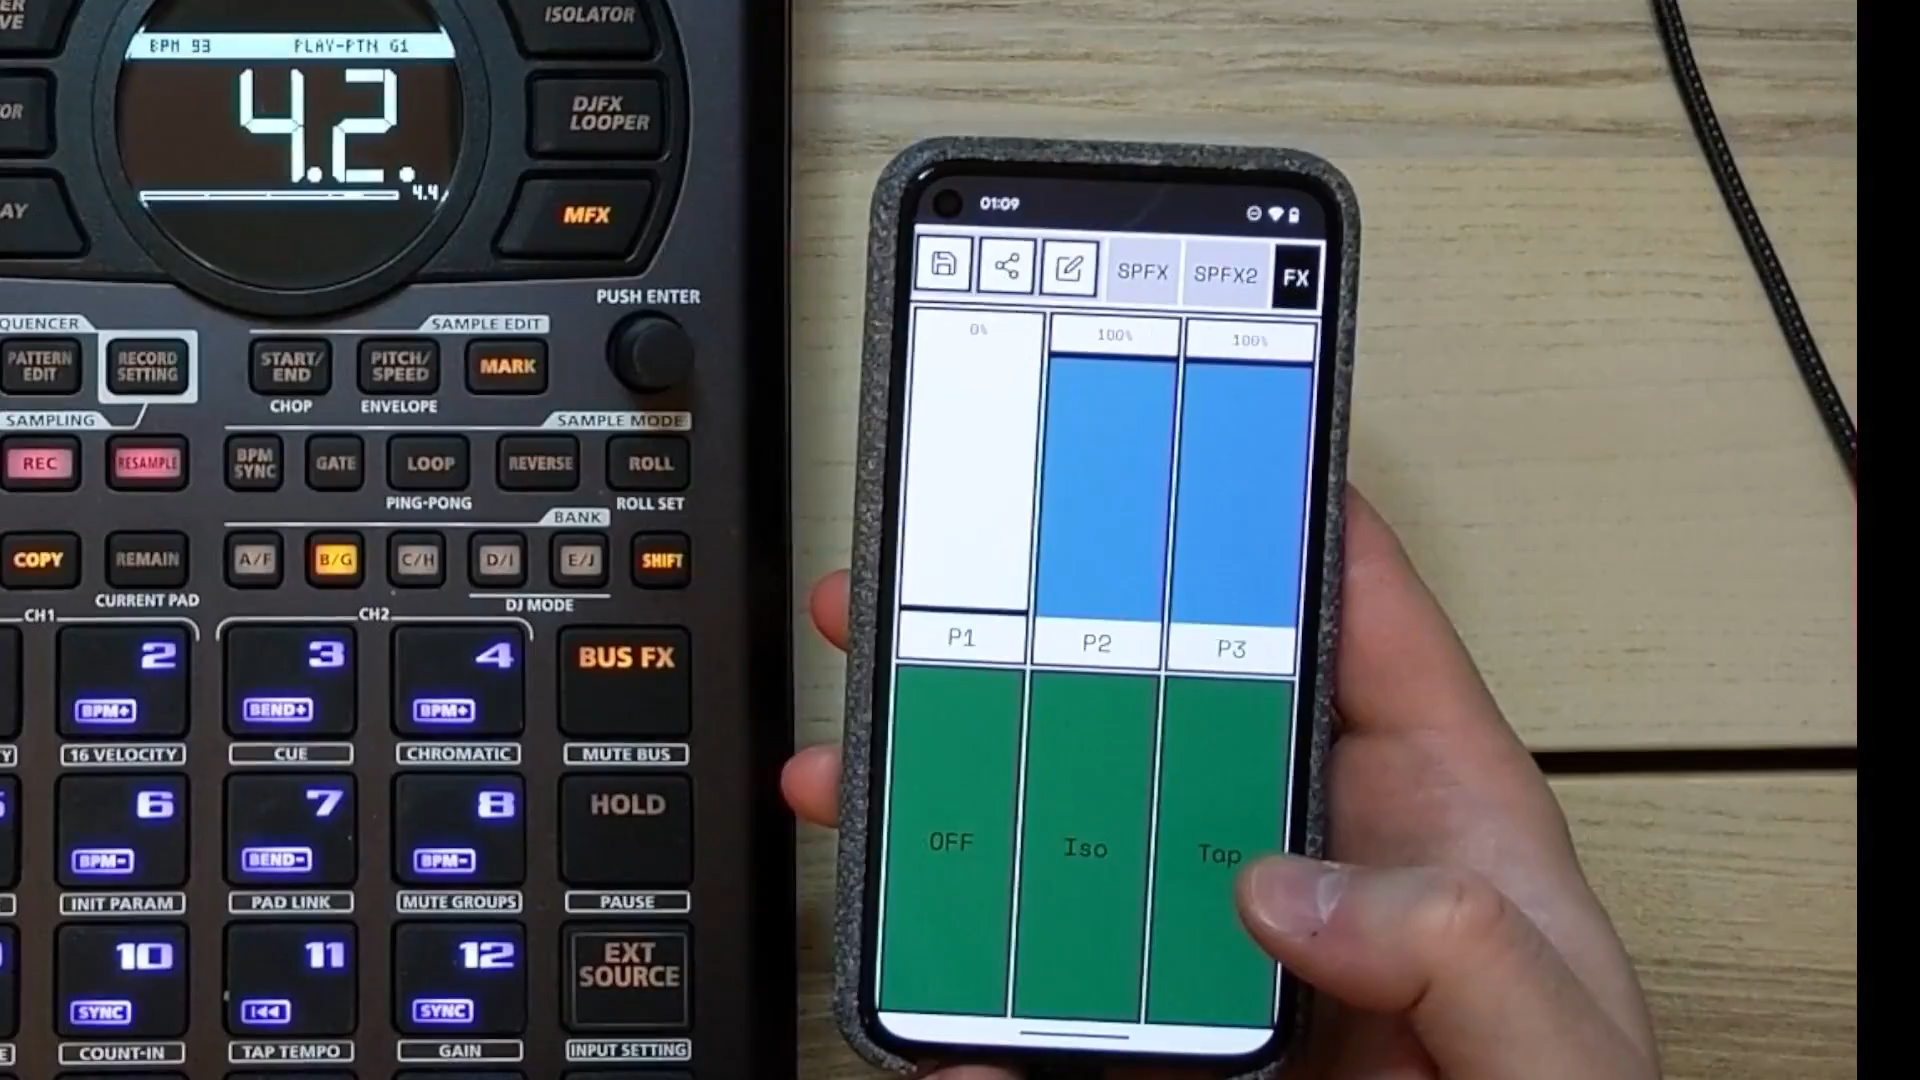 ISOLATOR
BPM 93 PLAY-PTN G1
4.2.
4.4
DJFX
LOOPER
MFX
PUSH ENTER
SAMPLE EDIT
PATTERN
EDIT
RECORD
SETTING
START/
END
PITCH/
SPEED
MARK
CHOP
ENVELOPE
SAMPLING
SAMPLE MODE
REC
RESAMPLE
BPM
SYNC
GATE
LOOP
REVERSE
ROLL
PING-PONG
ROLL SET
BANK
COPY
REMAIN
A/F
B/G
C/H
D/I
E/J
SHIFT
CURRENT PAD
DJ MODE
CH1
CH2
2
BPM+
3
BEND+
4
BPM+
BUS FX
16 VELOCITY
CUE
CHROMATIC
MUTE BUS
6
BPM-
7
BEND-
8
BPM-
HOLD
INIT PARAM
PAD LINK
MUTE GROUPS
PAUSE
10
SYNC
11
12
SYNC
EXT
SOURCE
COUNT-IN
TAP TEMPO
GAIN
INPUT SETTING
01:09
SPFX
SPFX2
FX
0%
100%
100%
P1
P2
P3
OFF
Iso
Tap